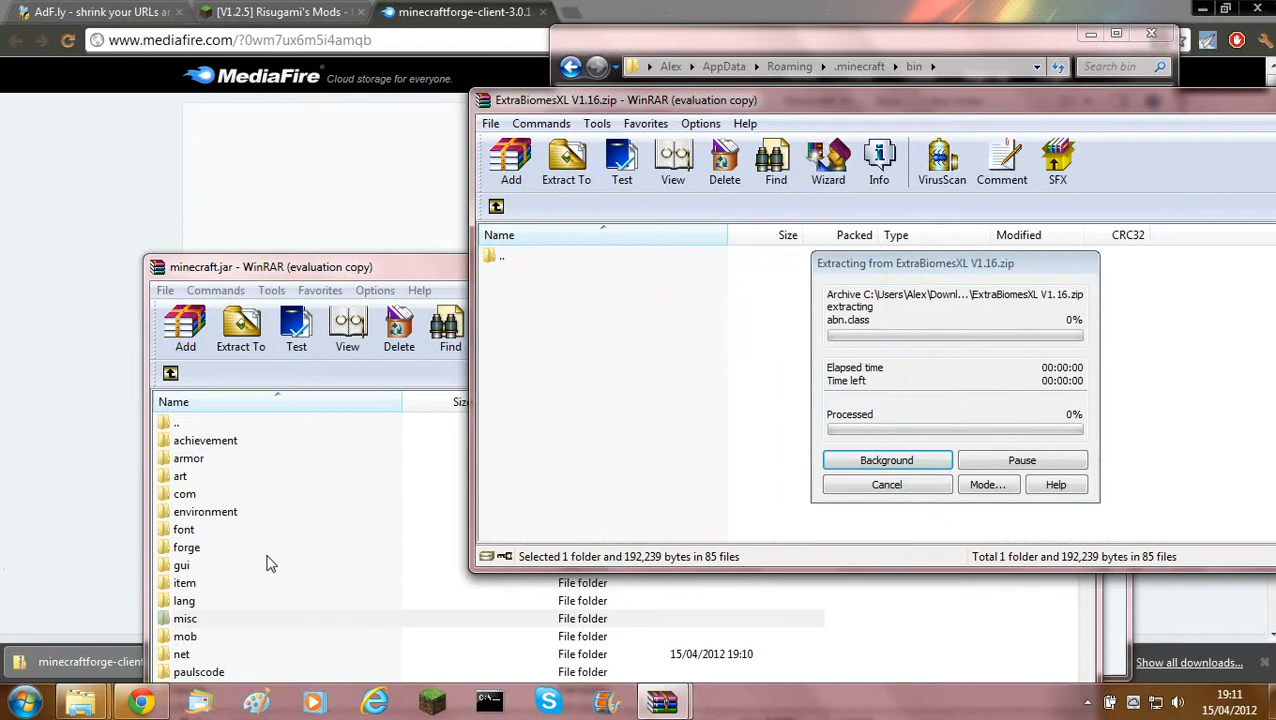 AdF.ly - shrink your URLs a
[V1.2.5] Risugami's Mods -
minecraftforge-client-3.0.1
www.mediafire.com/?0wm7ux6m5i4amqb
MediaFire Cloud storage for everyone.
Alex AppData Roaming .minecraft bin
Search bin
ExtraBiomesXL V1.16.zip - WinRAR (evaluation copy)
File Commands Tools Favorites Options Help
Add Extract To Test View Delete Find Wizard Info VirusScan Comment SFX
Name Size Packed Type Modified CRC32
..
Extracting from ExtraBiomesXL V1.16.zip
Archive C:\Users\Alex\Downl...\ExtraBiomesXL V1.16.zip
extracting
abn.class 0%
Elapsed time 00:00:00
Time left 00:00:00
Processed 0%
Background Pause
Cancel Mode... Help
Selected 1 folder and 192,239 bytes in 85 files
Total 1 folder and 192,239 bytes in 85 files
minecraft.jar - WinRAR (evaluation copy)
File Commands Tools Favorites Options Help
Add Extract To Test View Delete Find
Name
..
achievement
armor
art
com
environment
font
forge
gui
item File folder
lang File folder
misc File folder
mob File folder
net File folder 15/04/2012 19:10
paulscode File folder
minecraftforge-client
Show all downloads...
19:11
15/04/2012